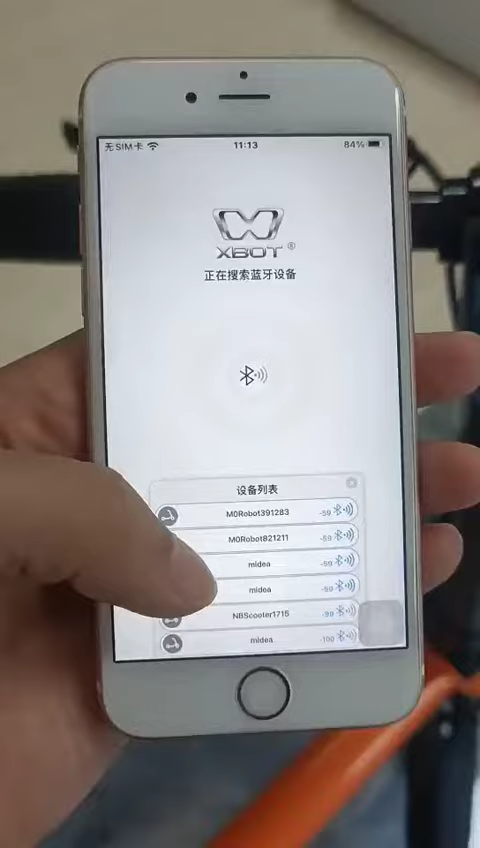 无SIM卡 11:13 84%
XBOT®
正在搜索蓝牙设备
设备列表
M0Robot391283 -59
M0Robot821211 -59
midea -59
midea -59
NBScooter1715 -99
midea -100